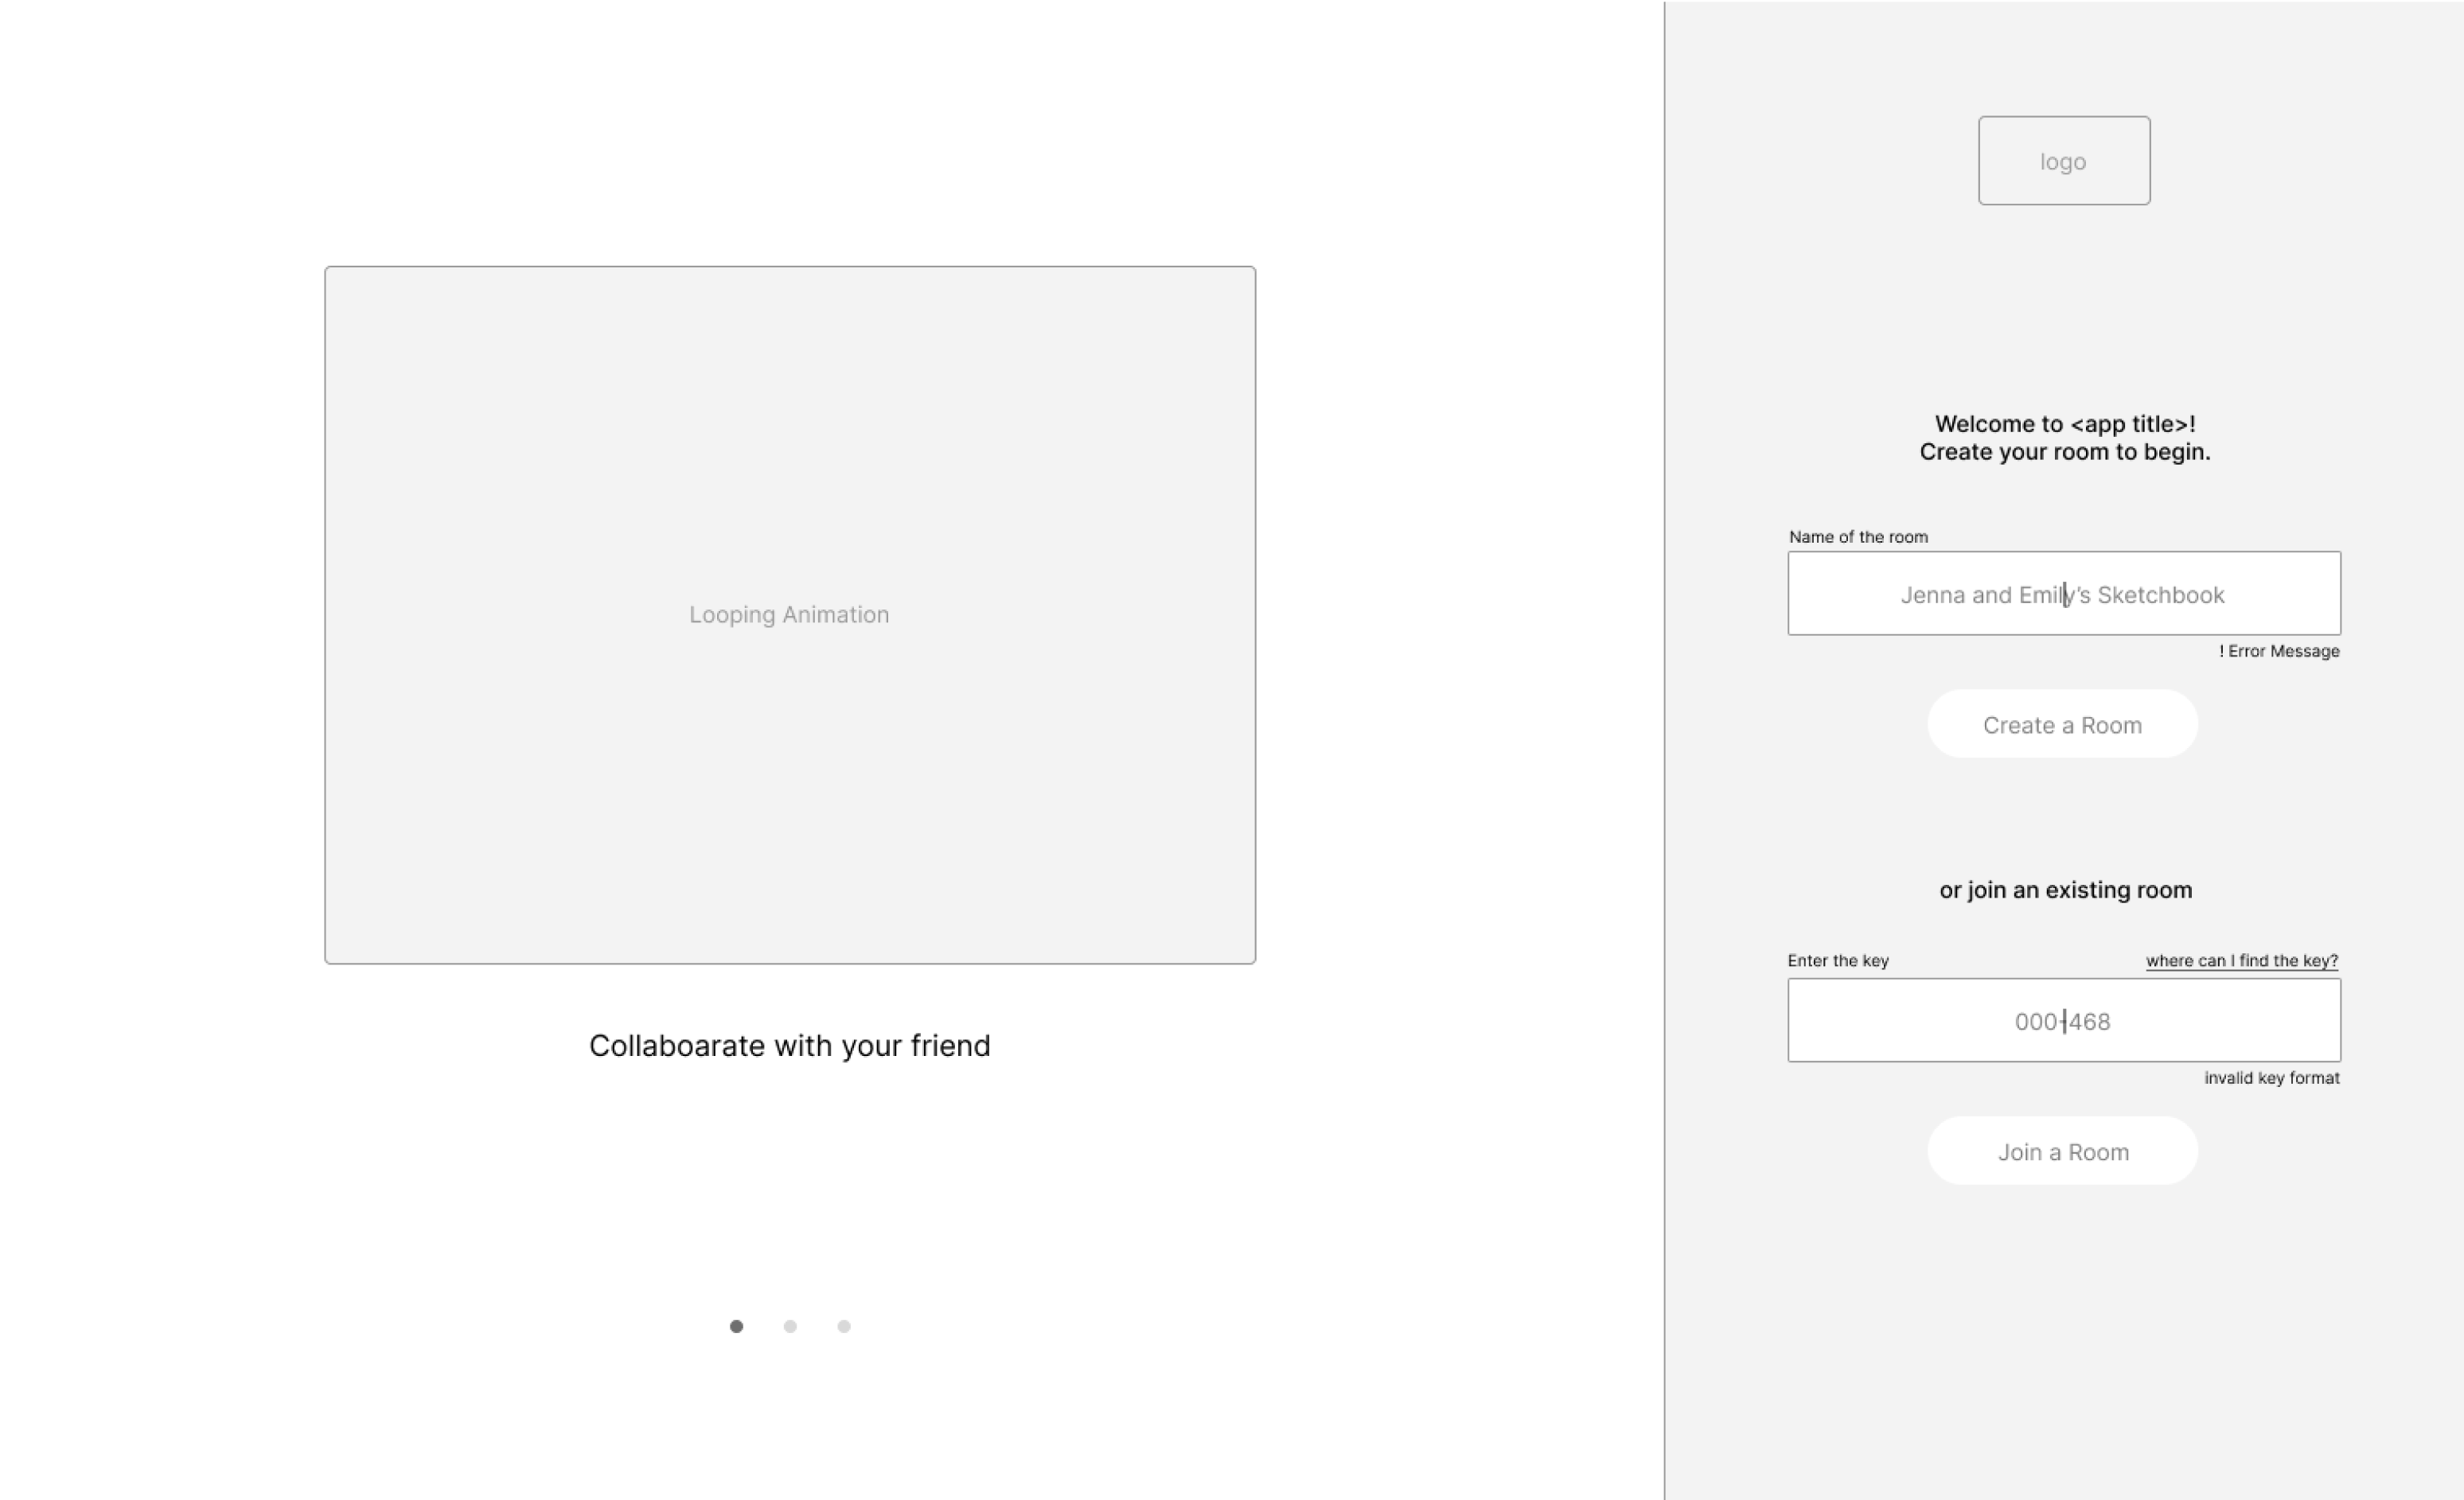 Looping Animation
Collaboarate with your friend
logo
Welcome to <app title>!
Create your room to begin.
Name of the room
Jenna and Emily's Sketchbook
! Error Message
Create a Room
or join an existing room
Enter the key
where can I find the key?
000-468
invalid key format
Join a Room